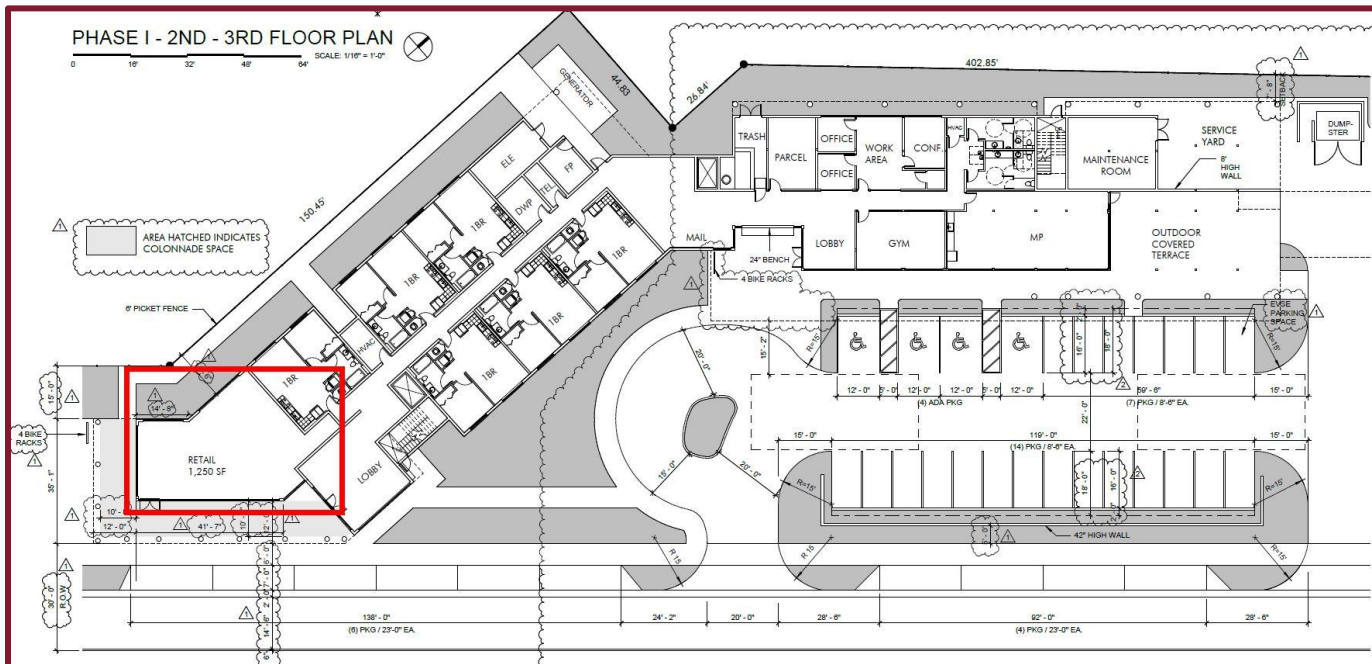 PHASE I - 2ND - 3RD FLOOR PLAN
SCALE: 1/16" = 1'-0"
0 16' 32' 48' 64'
AREA HATCHED INDICATES
COLONNADE SPACE
6' PICKET FENCE
150.45'
44.83
26.84'
402.85'
GENERATOR
ELE
DWP
TEL.
FP
1BR
1BR
1BR
1BR
1BR
1BR
1BR
HVAC
LOBBY
RETAIL
1,250 SF
4 BIKE
RACKS
15'- 0"
35' - 1"
14' - 8"
12' - 0"
41' - 7"
30' - 0"
R.O.W
TRASH
PARCEL
OFFICE
OFFICE
WORK
AREA
CONF.
HVAC
MAINTENANCE
ROOM
SERVICE
YARD
8'
HIGH
WALL
SETBACK
DUMP-
STER
MAIL
24" BENCH
4 BIKE RACKS
LOBBY
GYM
MP
OUTDOOR
COVERED
TERRACE
EVSE
PARKING
SPACE
R=15'
15' - 2"
20' - 0"
16' - 0"
18' - 0"
R=15'
12' - 0" 5' - 0" 12' - 0" 12' - 0" 5' - 0" 12' - 0" 59' - 6" 15' - 0"
(4) ADA PKG
(7) PKG / 8'-6" EA.
22' - 0"
15' - 0" 119' - 0" 15' - 0"
(14) PKG / 8'-6" EA.
15' - 0"
20' - 0"
R=15'
18' - 0"
16' - 0"
R=15'
42" HIGH WALL
R 15
R 15
R=15'
138' - 0"
(6) PKG / 23'-0" EA.
24' - 2"
20' - 0"
28' - 6"
92' - 0"
(4) PKG / 23'-0" EA.
28' - 6"